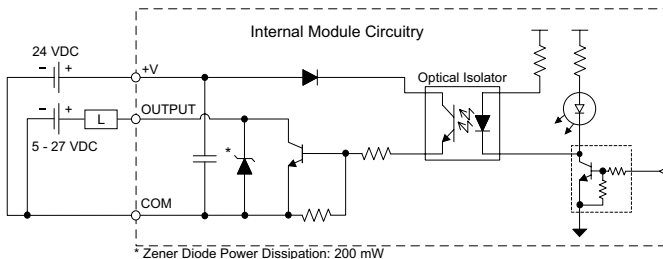 Internal Module Circuitry
24 VDC
− +
+V
Optical Isolator
− +
OUTPUT
L
5 - 27 VDC
*
COM
* Zener Diode Power Dissipation: 200 mW